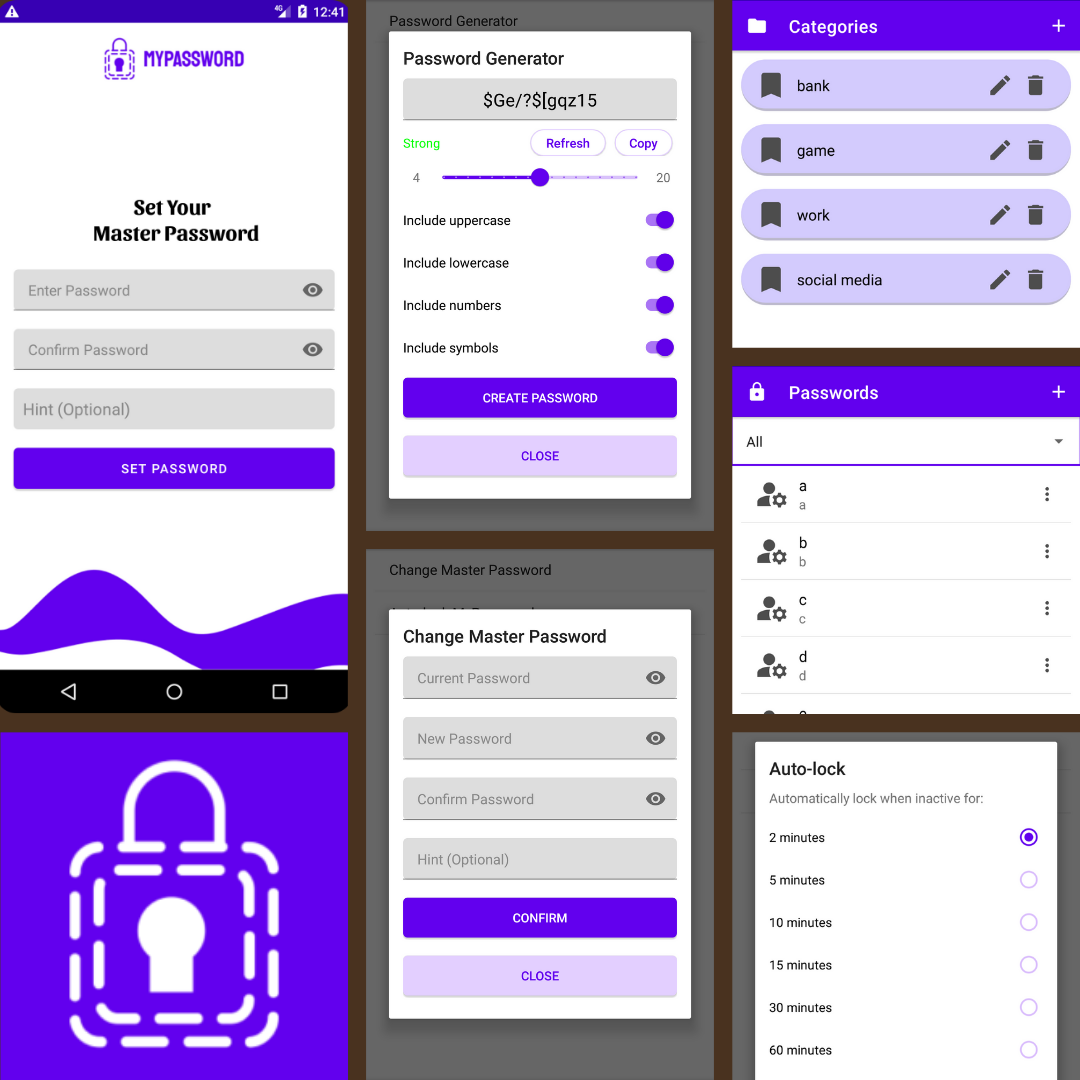 4G 12:41
MYPASSWORD
Set Your
Master Password
Enter Password
Confirm Password
Hint (Optional)
SET PASSWORD
Password Generator
Password Generator
$Ge/?$[gqz15
Strong Refresh Copy
4 20
Include uppercase
Include lowercase
Include numbers
Include symbols
CREATE PASSWORD
CLOSE
Change Master Password
Change Master Password
Current Password
New Password
Confirm Password
Hint (Optional)
CONFIRM
CLOSE
Categories +
bank
game
work
social media
Passwords +
All
a
a
b
b
c
c
d
d
Auto-lock
Automatically lock when inactive for:
2 minutes
5 minutes
10 minutes
15 minutes
30 minutes
60 minutes